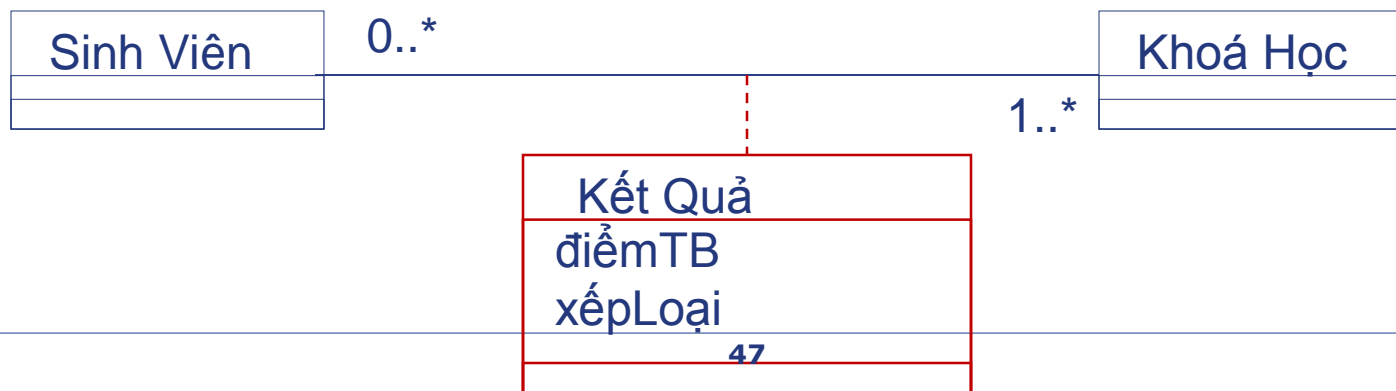 Sinh Viên
0..*
Khoá Học
1..*
Kết Quả
điểmTB
xếpLoại
47